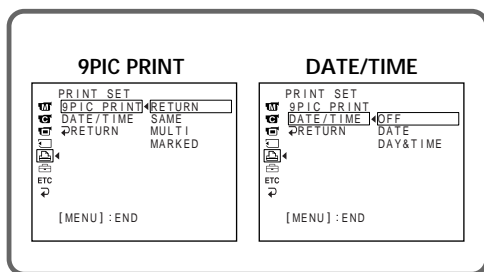 9PIC PRINT
PRINT SET
9PIC PRINT RETURN
DATE/TIME SAME
RETURN MULTI
MARKED
ETC
[MENU] : END
DATE/TIME
PRINT SET
9PIC PRINT
DATE/TIME OFF
RETURN DATE
DAY&TIME
ETC
[MENU] : END